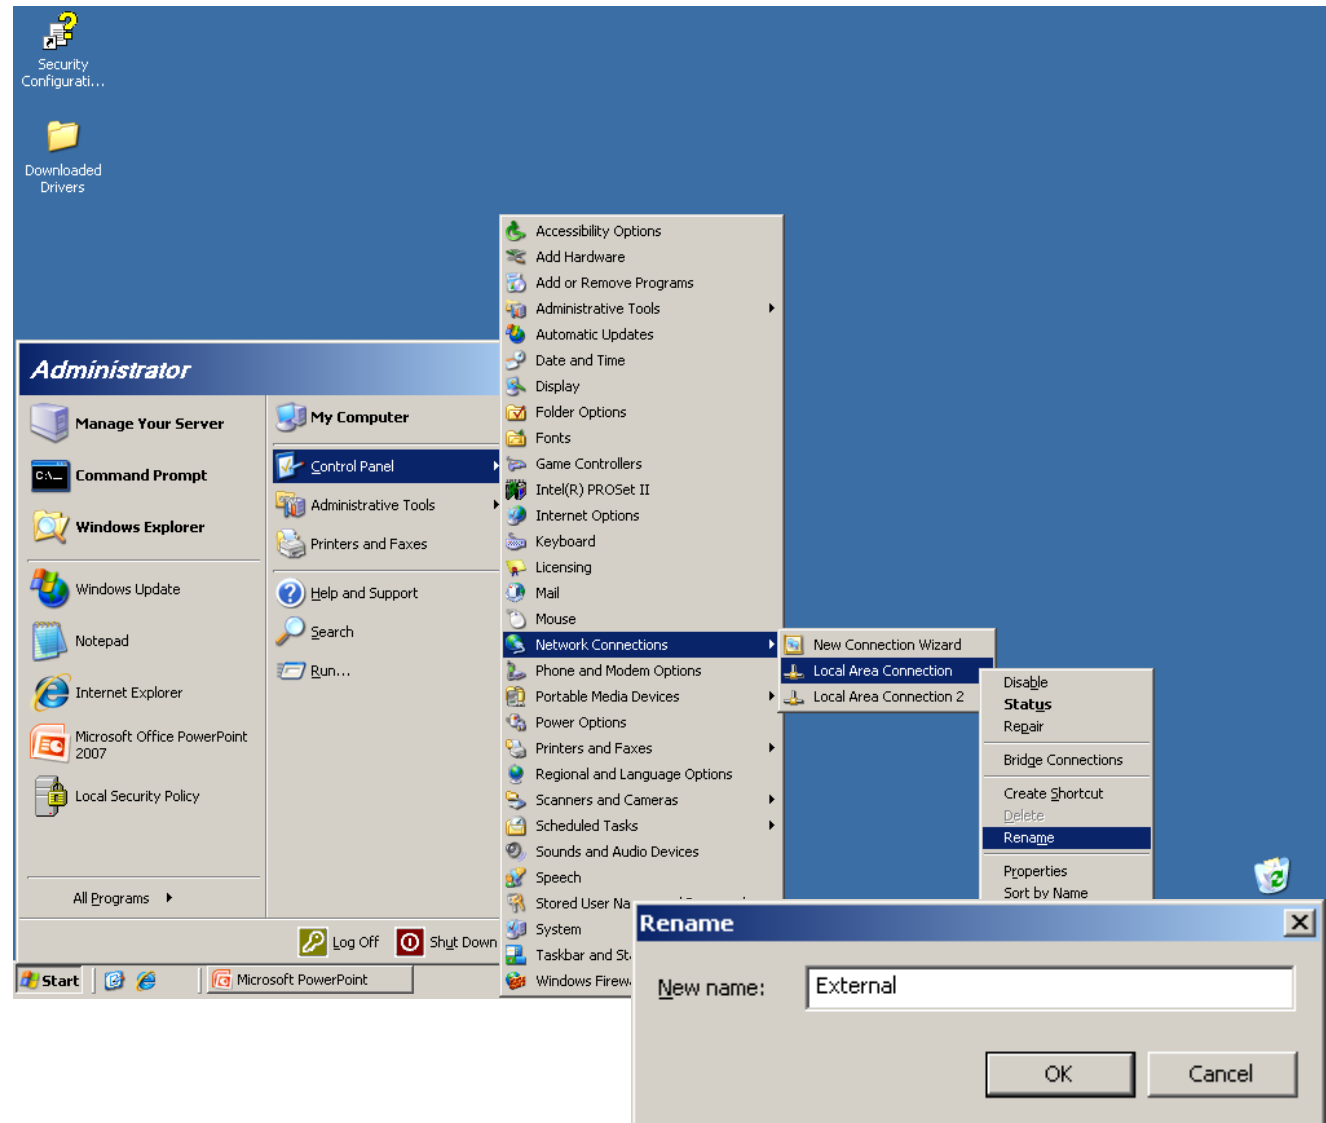 Security
Configurati...
Downloaded
Drivers
Administrator
Manage Your Server
Command Prompt
Windows Explorer
Windows Update
Notepad
Internet Explorer
Microsoft Office PowerPoint
2007
Local Security Policy
All Programs
My Computer
Control Panel
Administrative Tools
Printers and Faxes
Help and Support
Search
Run...
Log Off
Shut Down
Start
Microsoft PowerPoint
Accessibility Options
Add Hardware
Add or Remove Programs
Administrative Tools
Automatic Updates
Date and Time
Display
Folder Options
Fonts
Game Controllers
Intel(R) PROSet II
Internet Options
Keyboard
Licensing
Mail
Mouse
Network Connections
Phone and Modem Options
Portable Media Devices
Power Options
Printers and Faxes
Regional and Language Options
Scanners and Cameras
Scheduled Tasks
Sounds and Audio Devices
Speech
Stored User Na
System
Taskbar and St
Windows Firew
New Connection Wizard
Local Area Connection
Local Area Connection 2
Disable
Status
Repair
Bridge Connections
Create Shortcut
Delete
Rename
Properties
Sort by Name
Rename
New name:
External
OK
Cancel